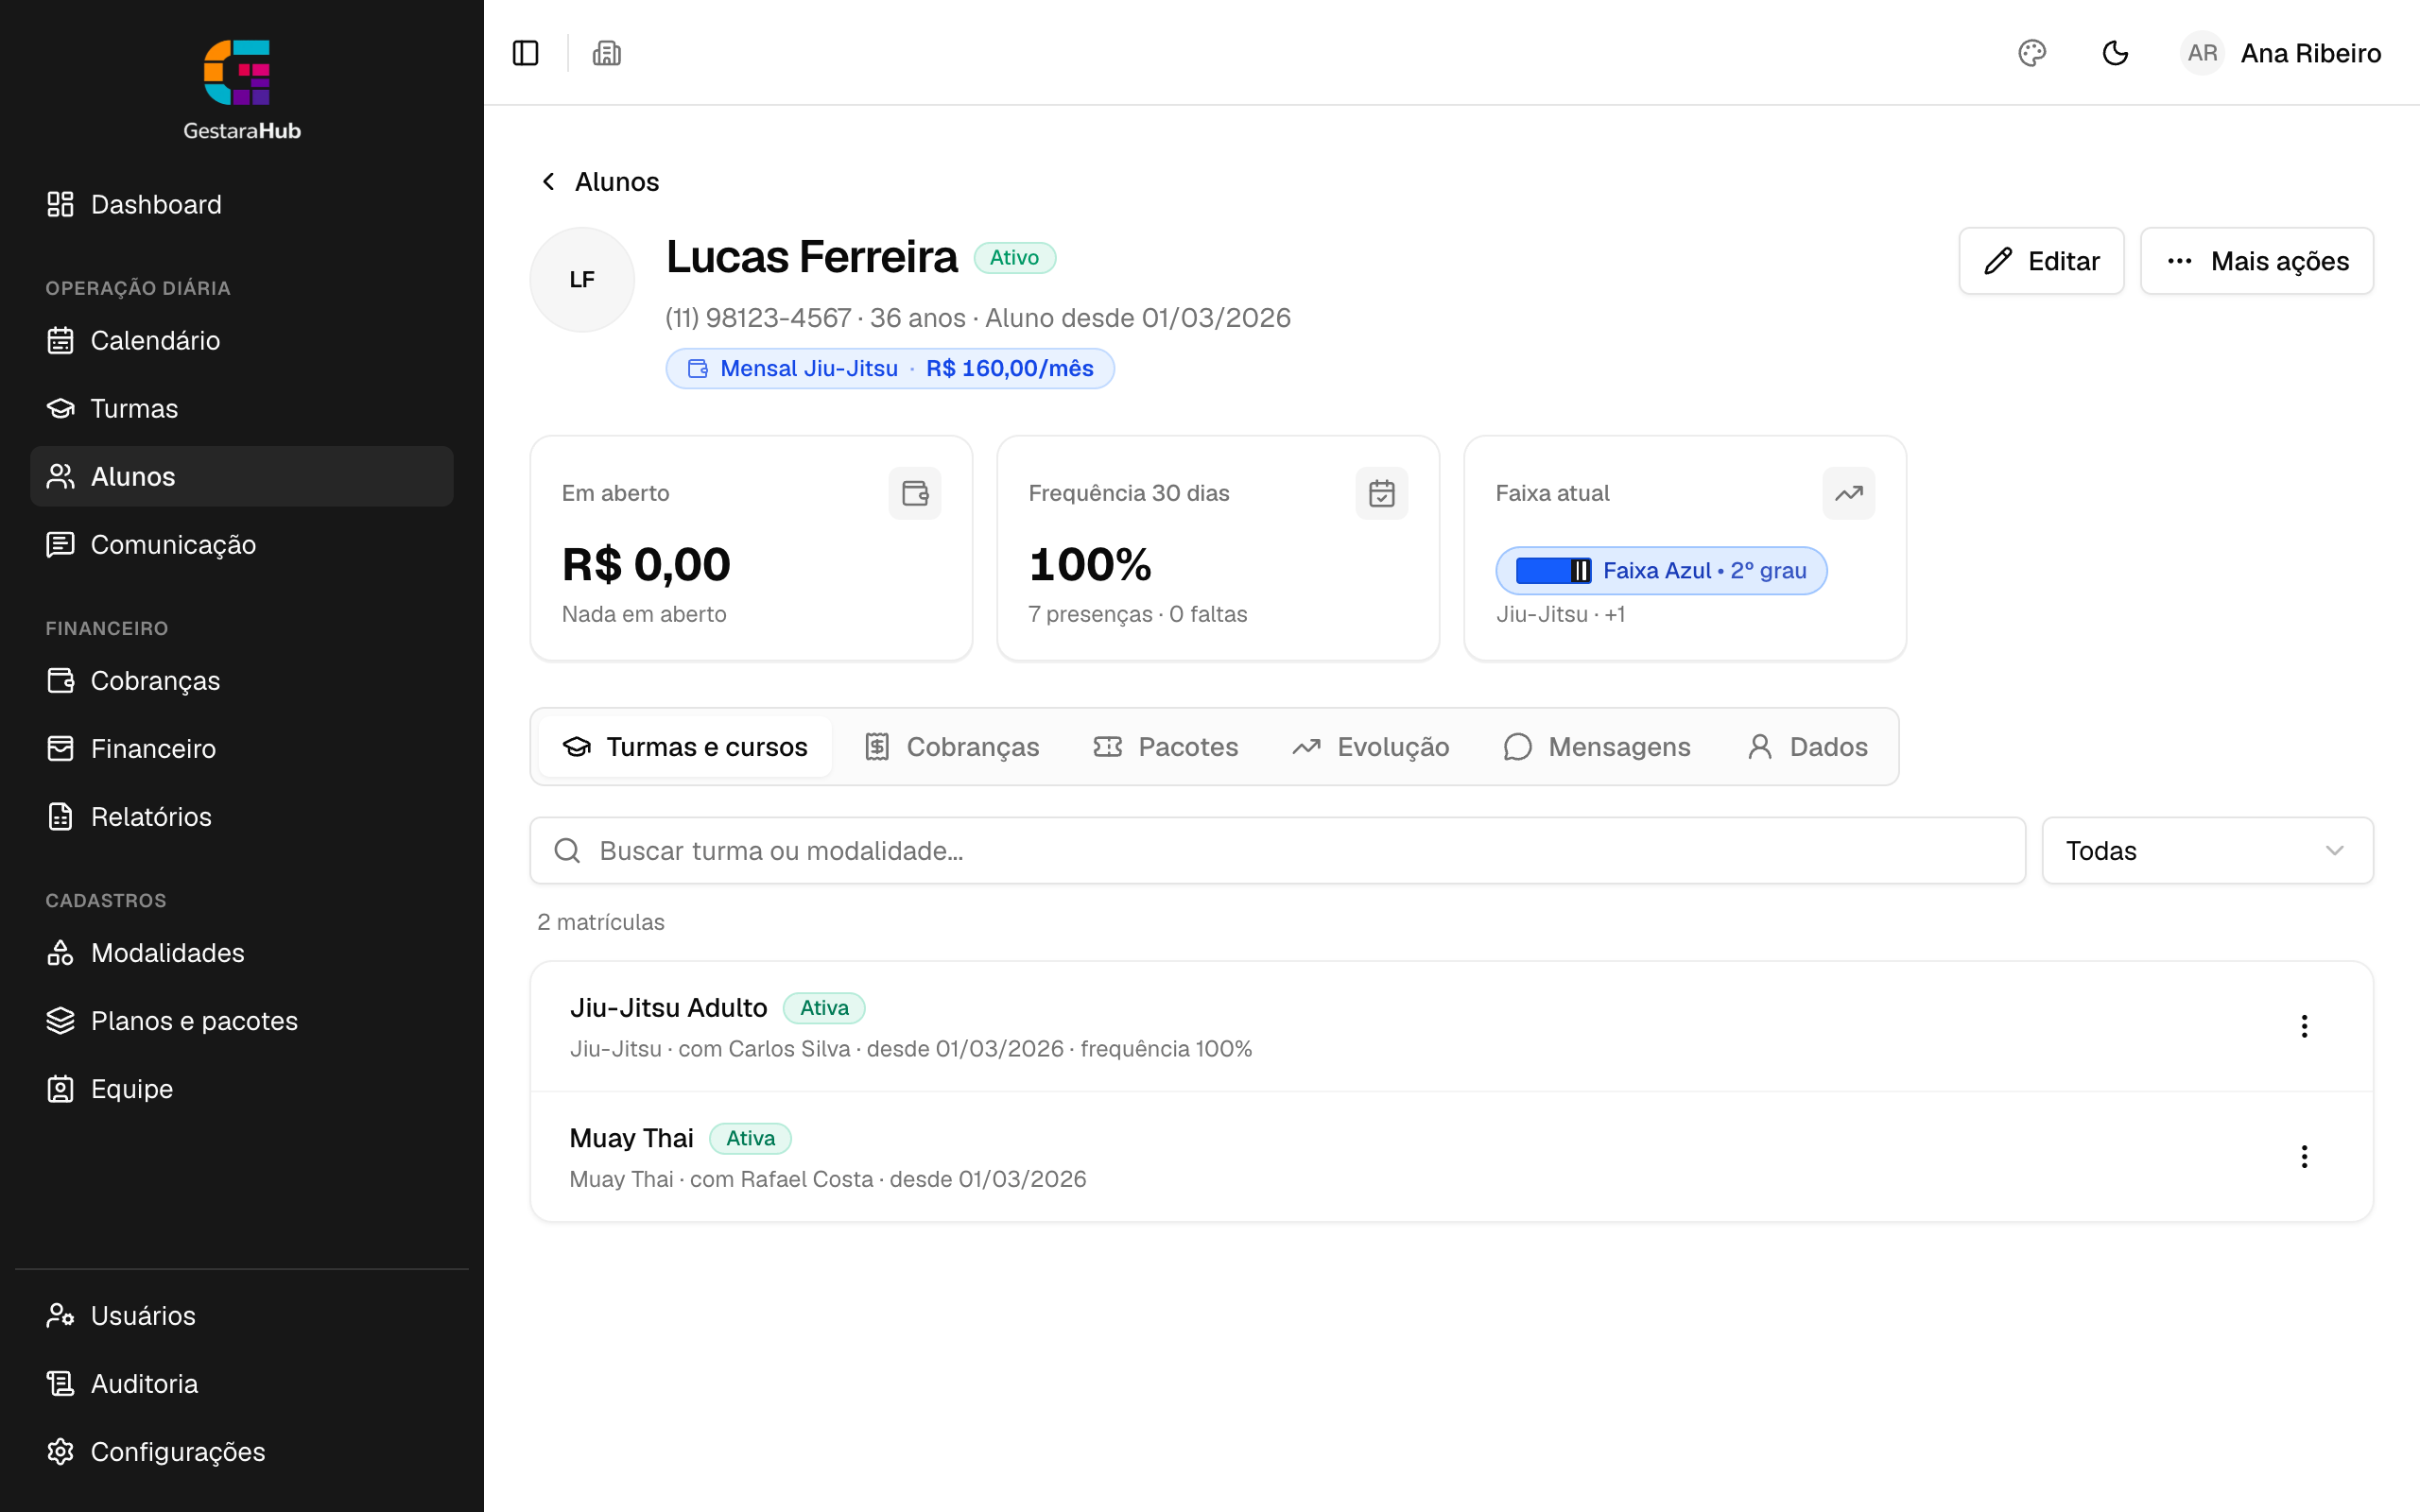 GestaraHub
Dashboard
OPERAÇÃO DIÁRIA
Calendário
Turmas
Alunos
Comunicação
FINANCEIRO
Cobranças
Financeiro
Relatórios
CADASTROS
Modalidades
Planos e pacotes
Equipe
Usuários
Auditoria
Configurações
AR Ana Ribeiro
Alunos
LF
Lucas Ferreira Ativo
(11) 98123-4567 · 36 anos · Aluno desde 01/03/2026
Mensal Jiu-Jitsu · R$ 160,00/mês
Editar
Mais ações
Em aberto
R$ 0,00
Nada em aberto
Frequência 30 dias
100%
7 presenças · 0 faltas
Faixa atual
Faixa Azul • 2º grau
Jiu-Jitsu · +1
Turmas e cursos Cobranças Pacotes Evolução Mensagens Dados
Buscar turma ou modalidade...
Todas
2 matrículas
Jiu-Jitsu Adulto Ativa
Jiu-Jitsu · com Carlos Silva · desde 01/03/2026 · frequência 100%
Muay Thai Ativa
Muay Thai · com Rafael Costa · desde 01/03/2026